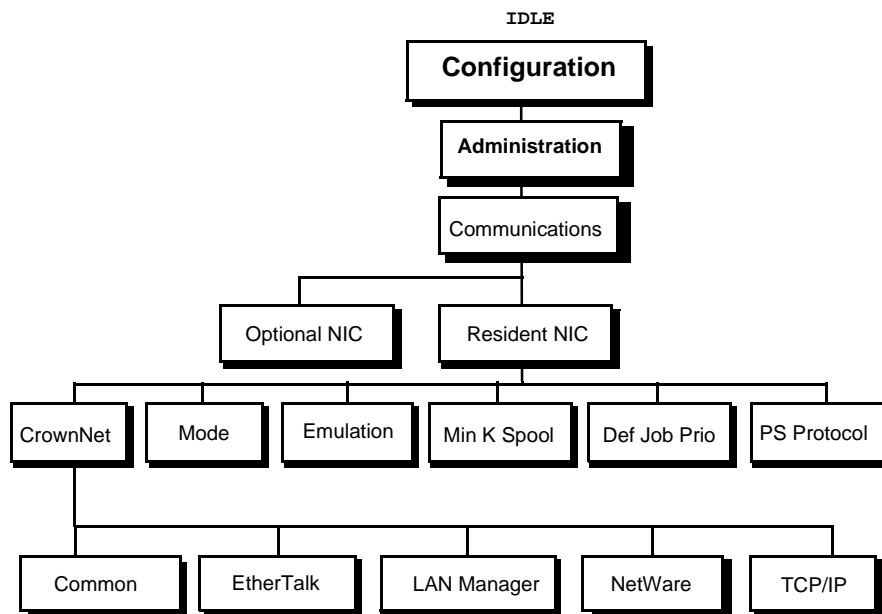 IDLE
Configuration
Administration
Communications
Optional NIC
Resident NIC
CrownNet
Mode
Emulation
Min K Spool
Def Job Prio
PS Protocol
Common
EtherTalk
LAN Manager
NetWare
TCP/IP